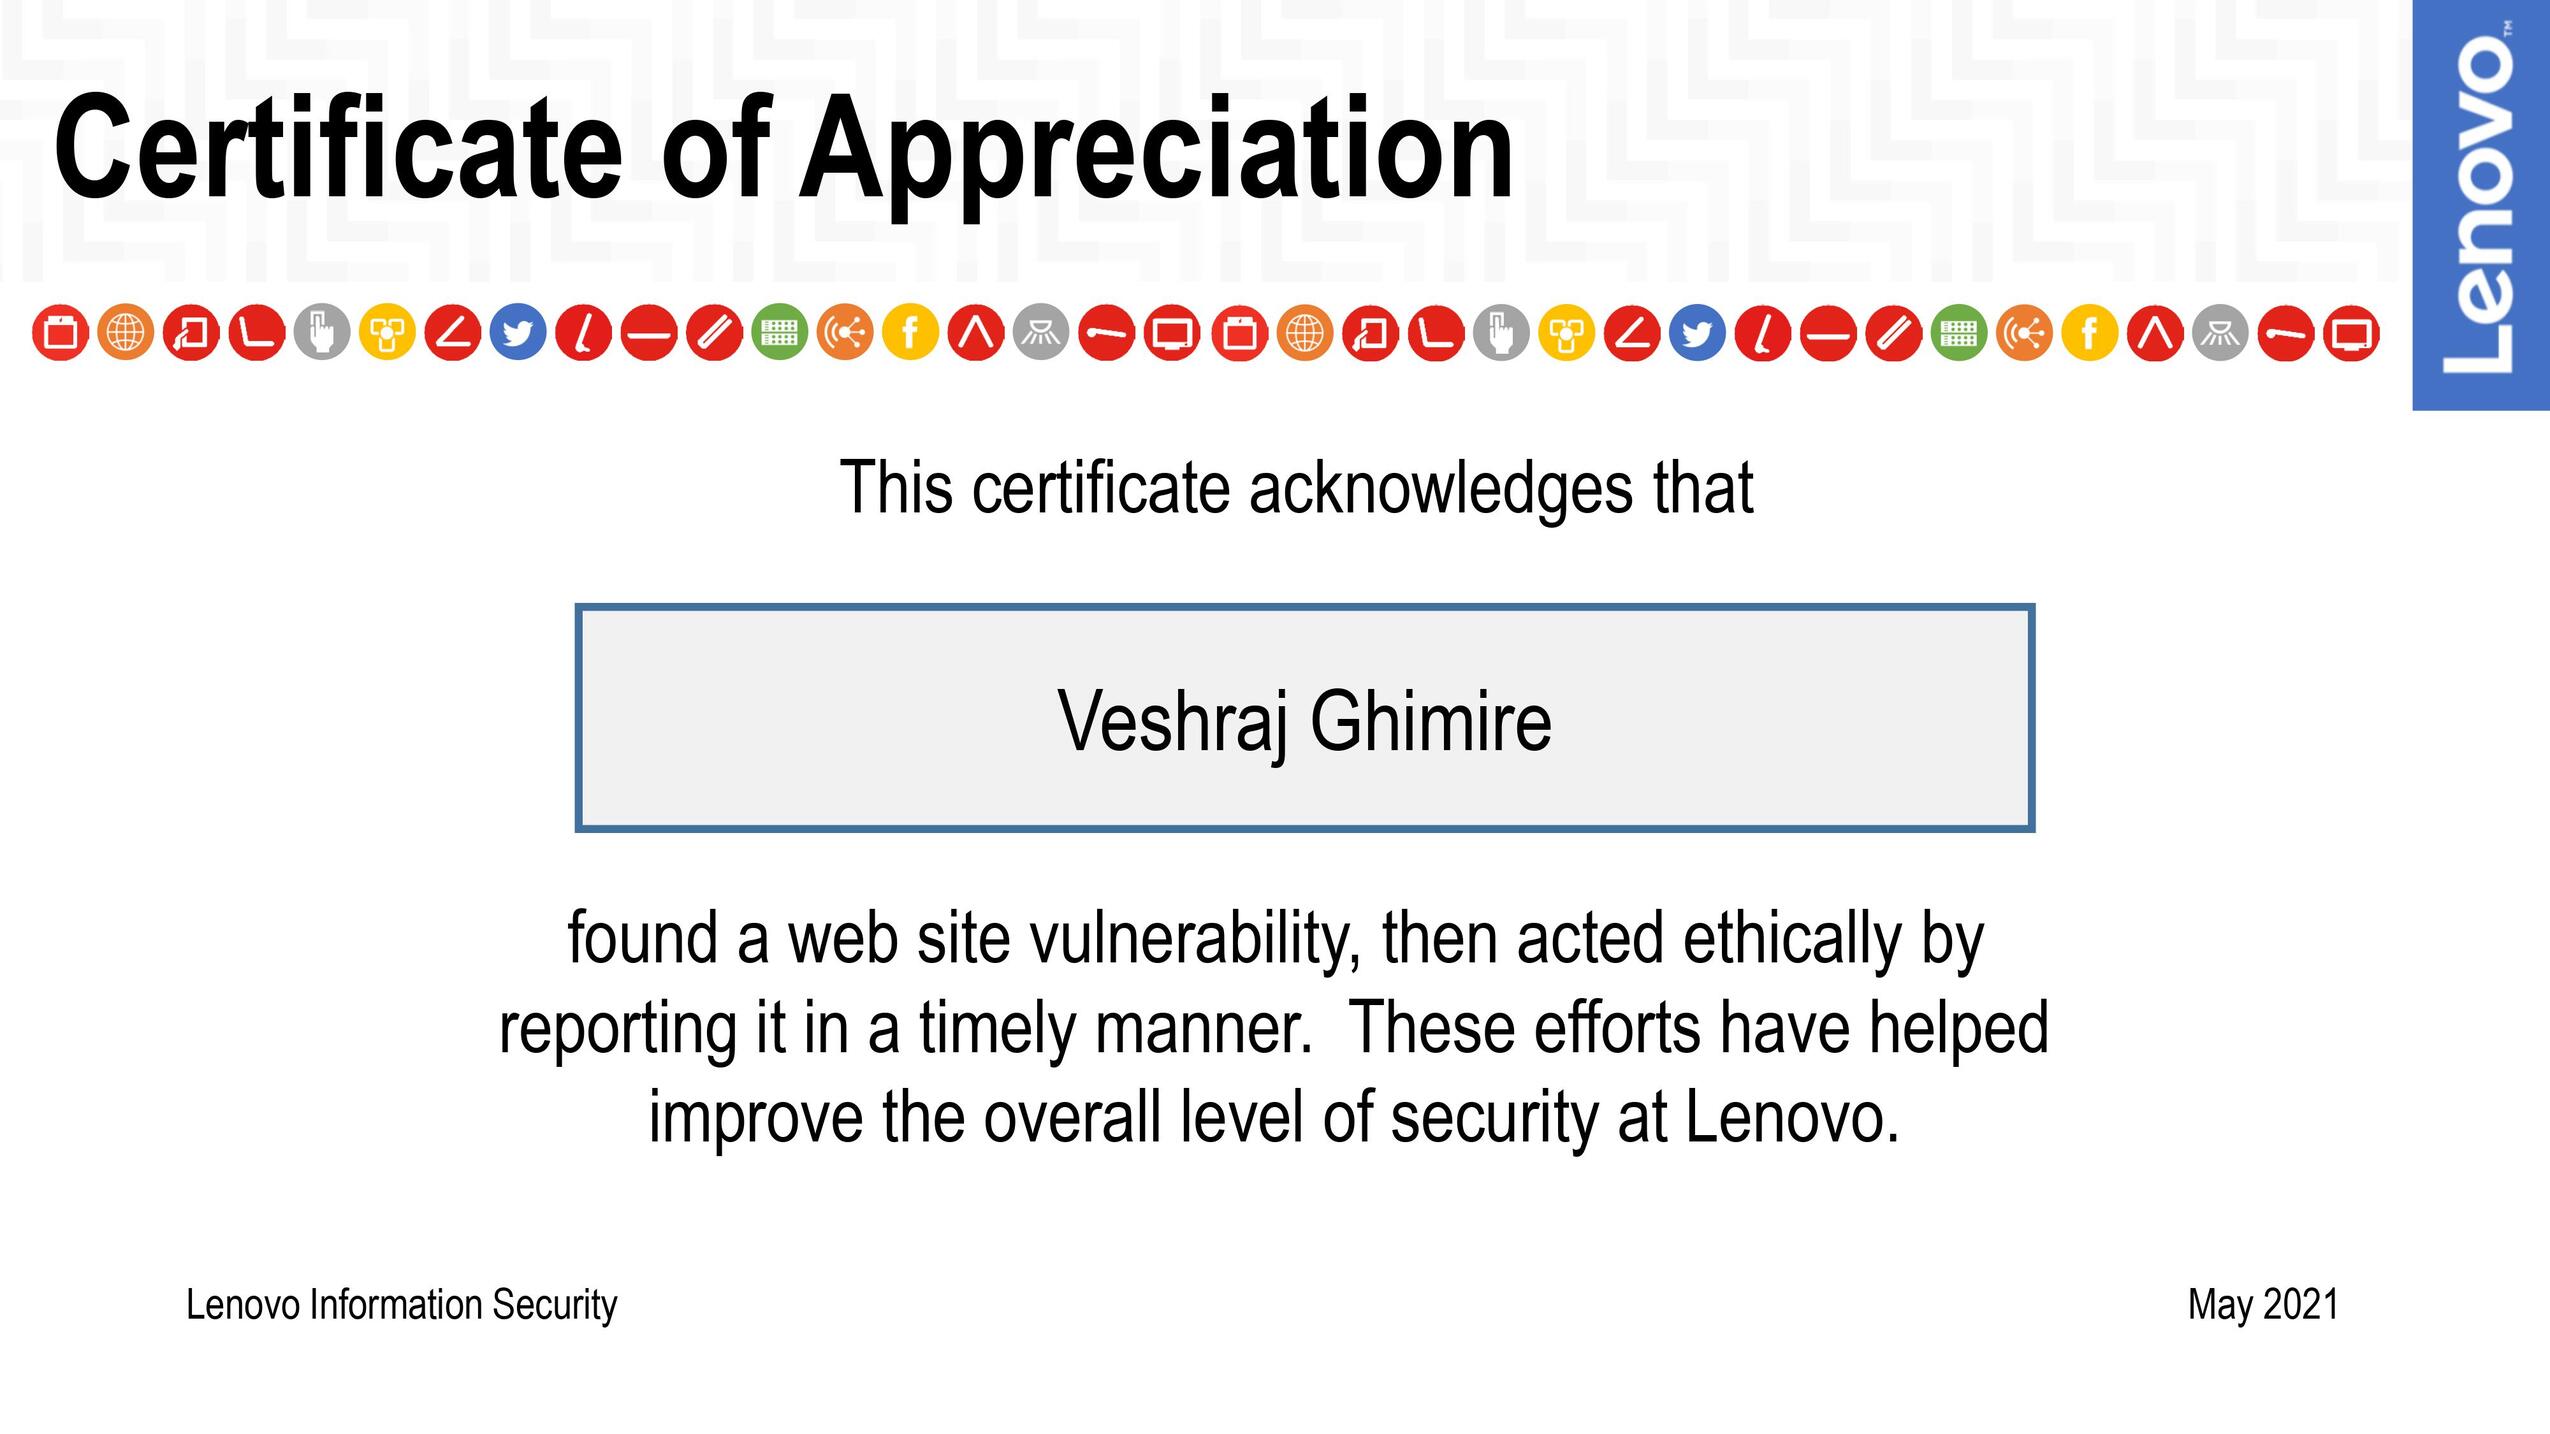 Certificate of Appreciation
Lenovo™
This certificate acknowledges that
Veshraj Ghimire
found a web site vulnerability, then acted ethically by
reporting it in a timely manner.  These efforts have helped
improve the overall level of security at Lenovo.
Lenovo Information Security
May 2021